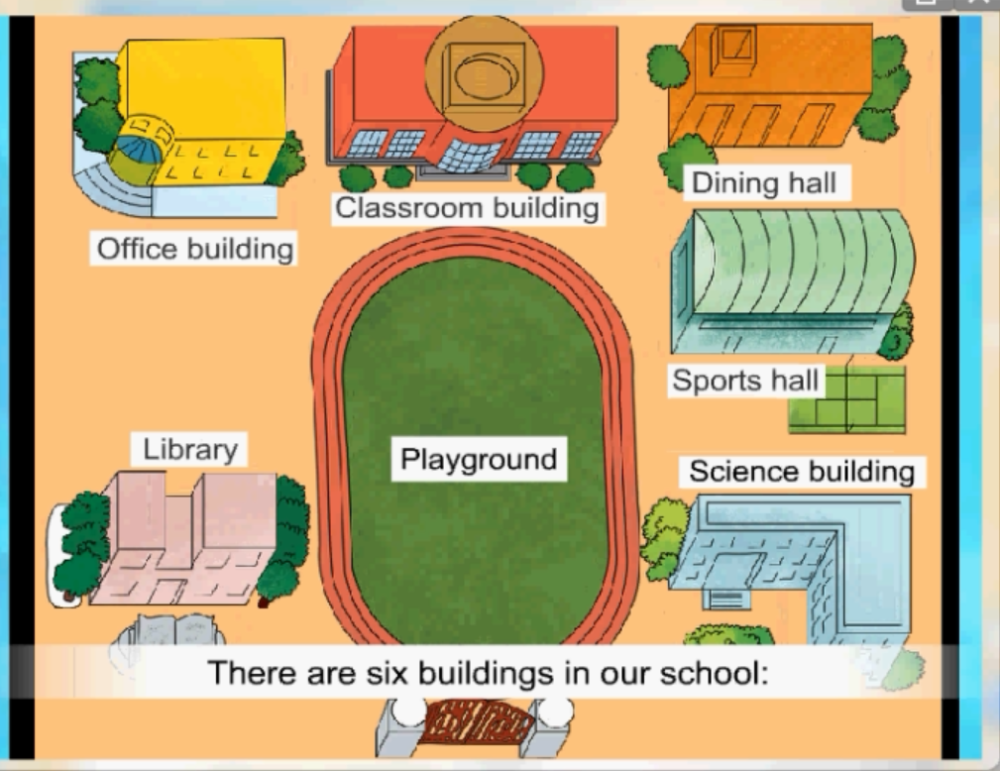 Office building
Classroom building
Dining hall
Sports hall
Library
Playground
Science building
There are six buildings in our school: